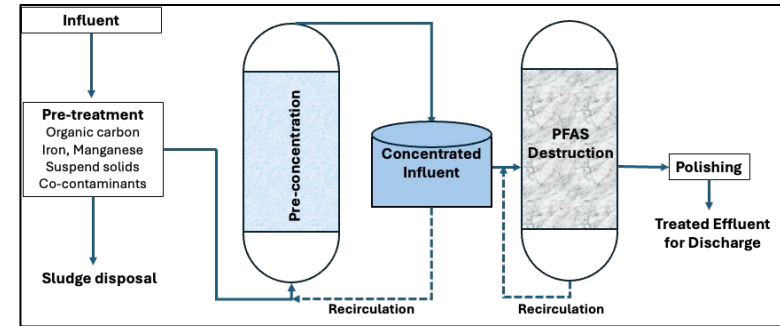 Influent
Pre-treatment
Organic carbon
Iron, Manganese
Suspend solids
Co-contaminants
Sludge disposal
Pre-concentration
Concentrated
Influent
Recirculation
PFAS
Destruction
Recirculation
Polishing
Treated Effluent
for Discharge